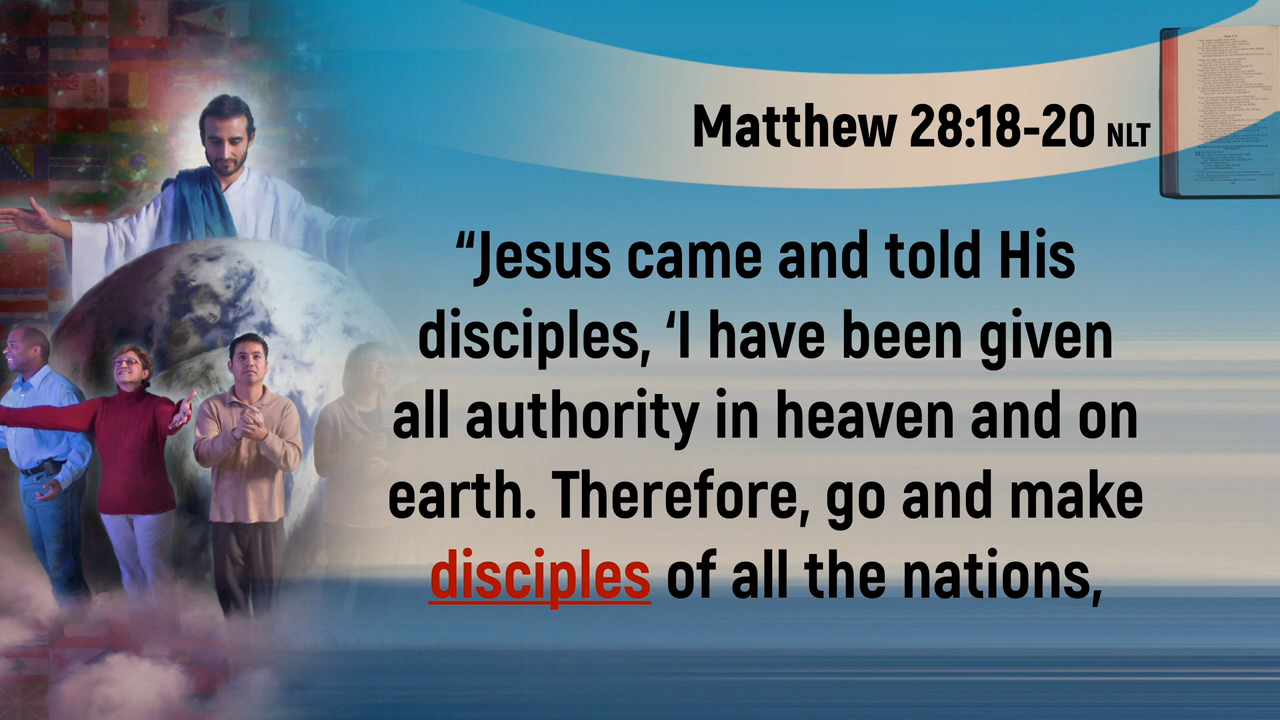 Matthew 28:18-20 NLT
“Jesus came and told His
disciples, ‘I have been given
all authority in heaven and on
earth. Therefore, go and make
disciples of all the nations,